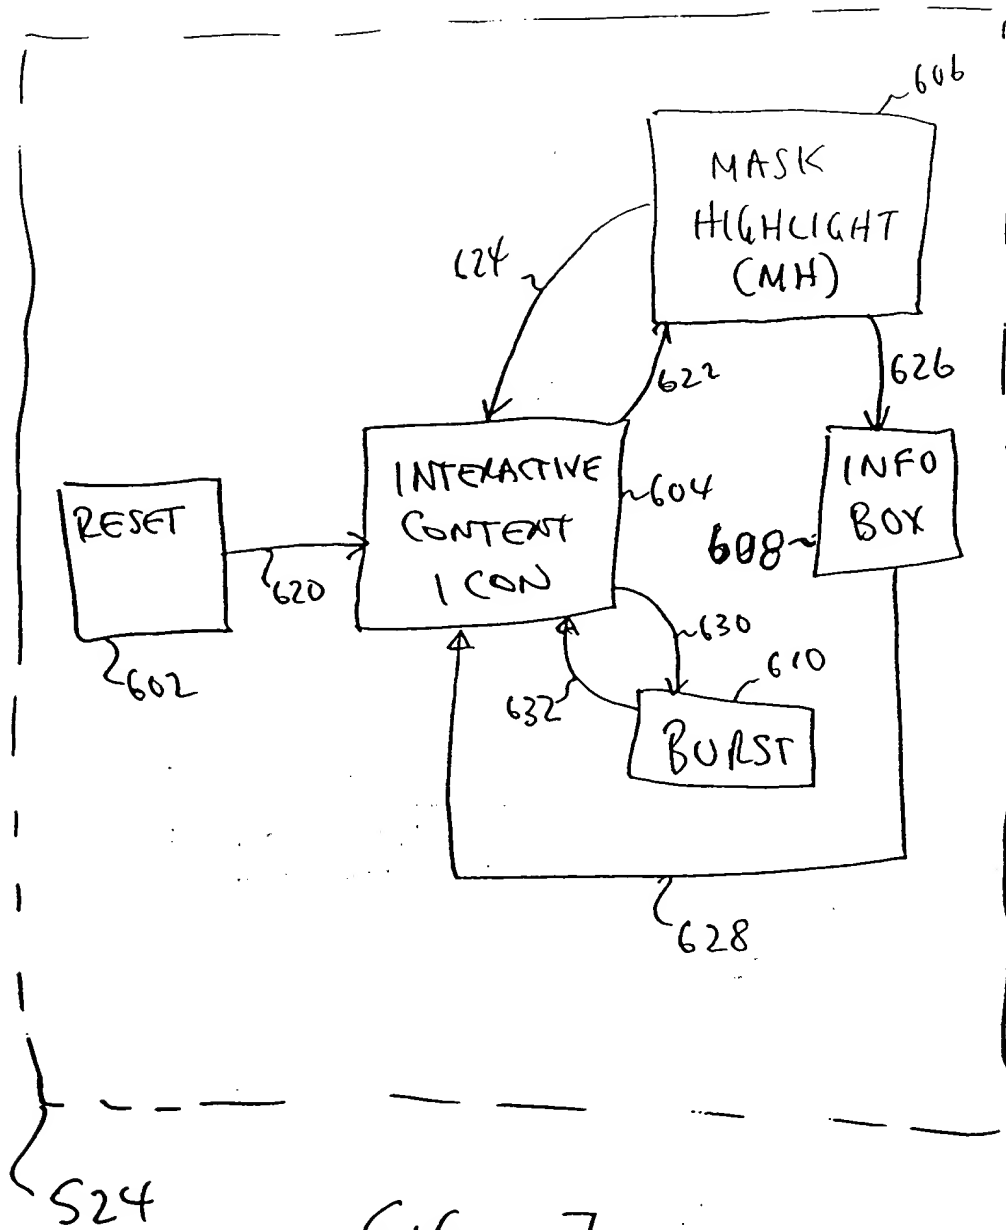 606
MASK
HIGHLIGHT
(MH)
624
622
626
INTERACTIVE
CONTENT
ICON
604
INFO
BOX
608
RESET
620
602
630
610
632
BURST
628
524